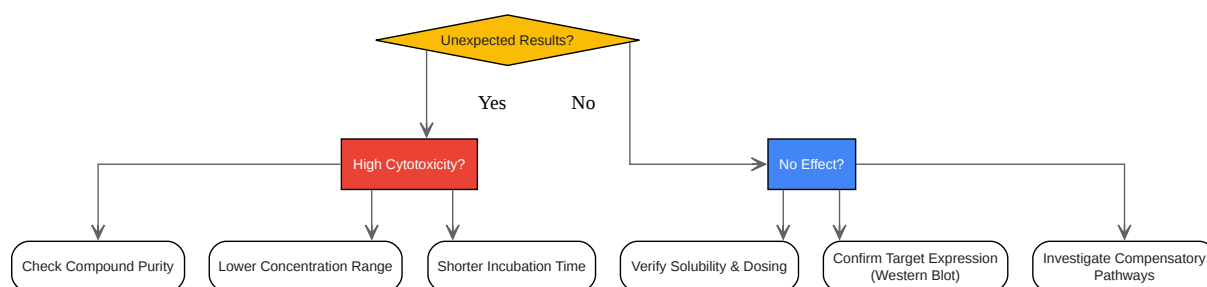 Unexpected Results?
Yes
No
High Cytotoxicity?
No Effect?
Check Compound Purity
Lower Concentration Range
Shorter Incubation Time
Verify Solubility & Dosing
Confirm Target Expression
(Western Blot)
Investigate Compensatory
Pathways